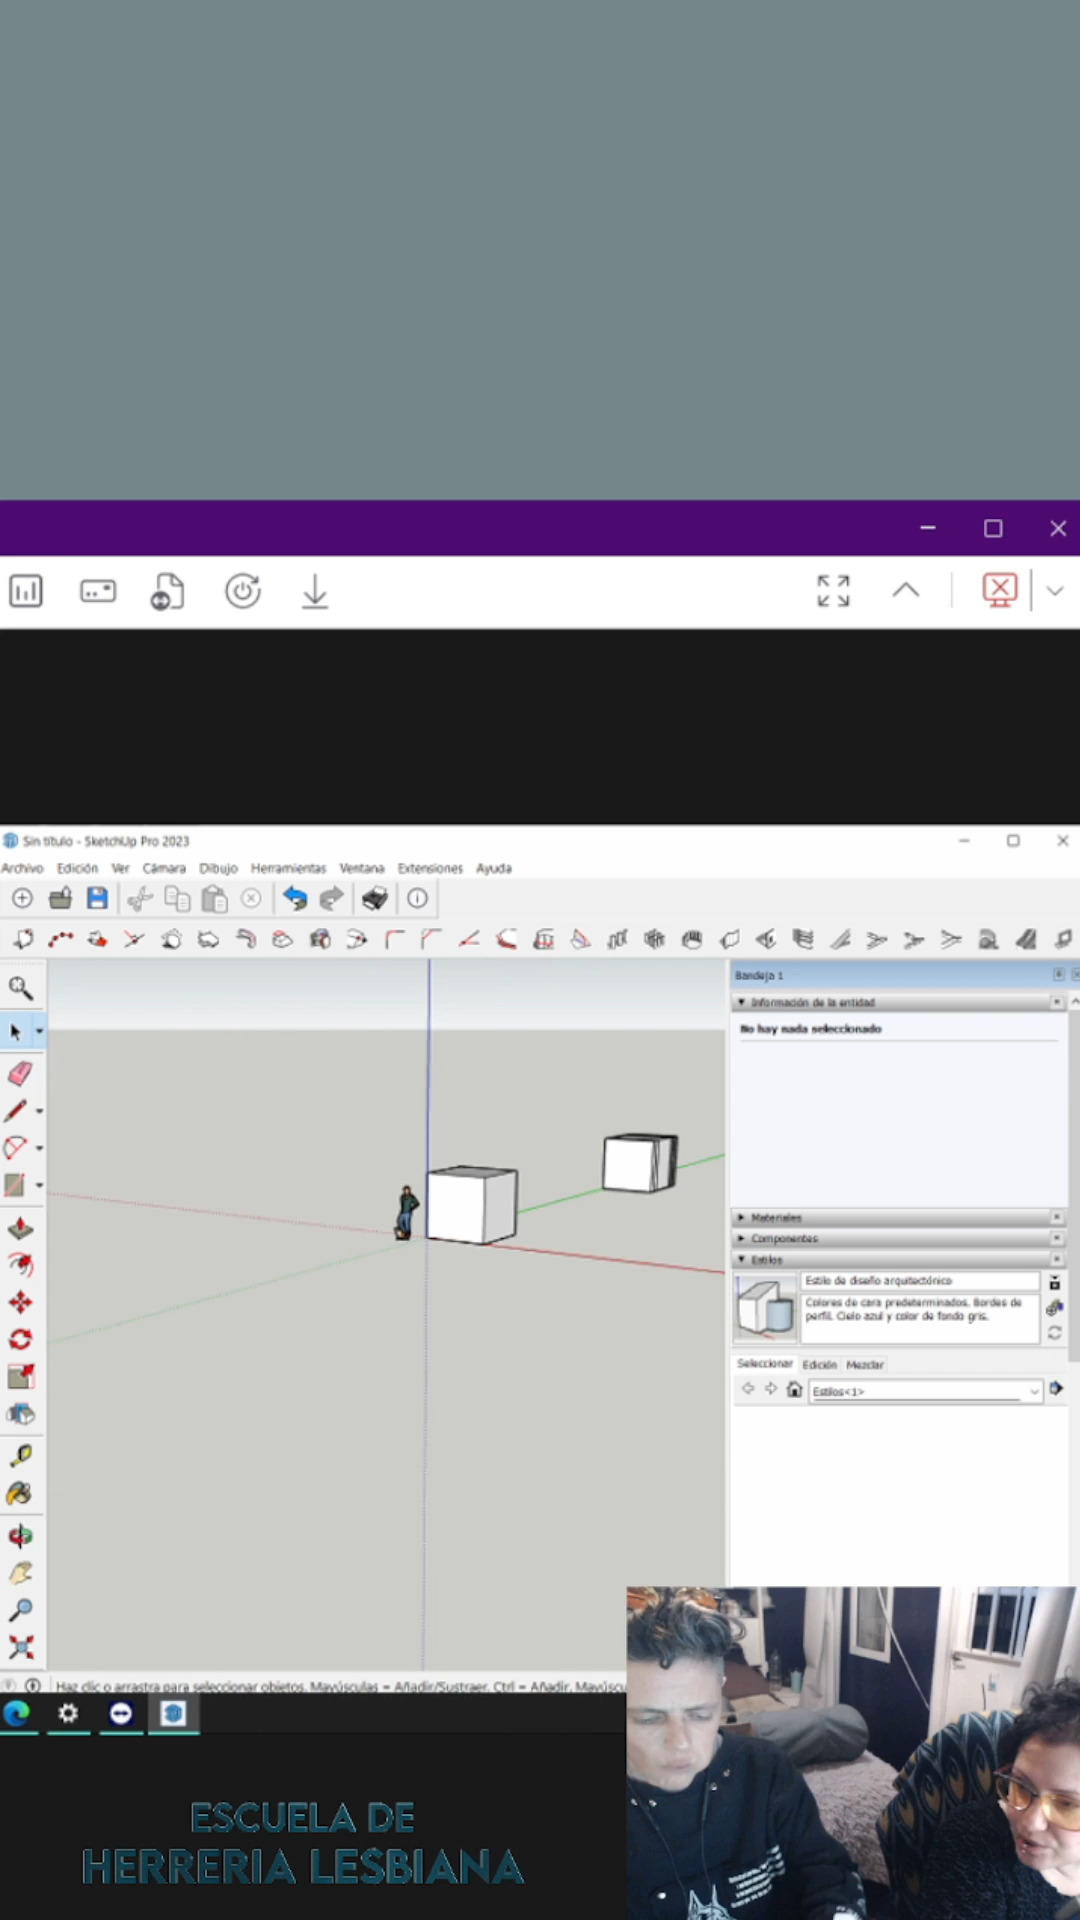 Sin título - SketchUp Pro 2023
Archivo Edición Ver Cámara Dibujo Herramientas Ventana Extensiones Ayuda
Bandeja 1
Información de la entidad
No hay nada seleccionado
Materiales
Componentes
Estilos
Estilo de diseño arquitectónico
Colores de cara predeterminados. Bordes de
perfil. Cielo azul y color de fondo gris.
Seleccionar Edición Mezclar
Estilos<1>
Haz clic o arrastra para seleccionar objetos. Mayúsculas = Añadir/Sustraer. Ctrl = Añadir. Mayúscu
ESCUELA DE
HERRERIA LESBIANA